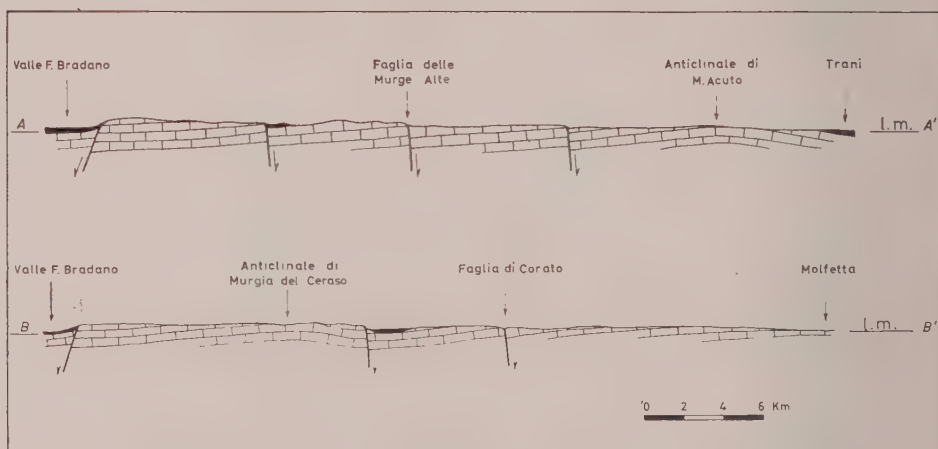 Valle F. Bradano
Faglia delle
Murge Alte
Anticlinale di
M. Acuto
Trani
A
l.m.
A'
Valle F. Bradano
Anticlinale di
Murgia del Ceraso
Faglia di Corato
Molfetta
B
l.m.
B'
0 2 4 6 Km